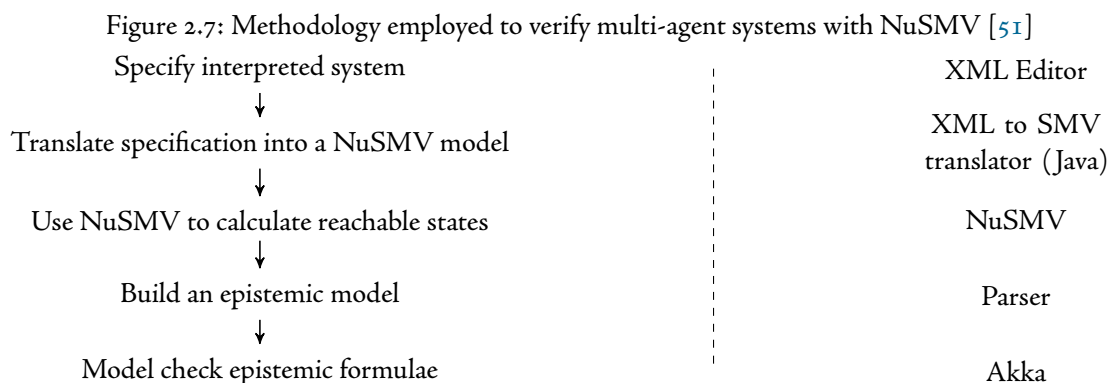 Figure 2.7: Methodology employed to verify multi-agent systems with NuSMV [51]
Specify interpreted system
XML Editor
Translate specification into a NuSMV model
XML to SMV
translator (Java)
Use NuSMV to calculate reachable states
NuSMV
Build an epistemic model
Parser
Model check epistemic formulae
Akka